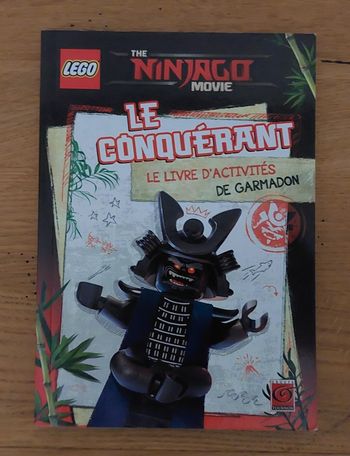 LEGO
THE
NINJAGO
MOVIE
LE
CONQUÉRANT
LE LIVRE D'ACTIVITÉS
DE GARMADON